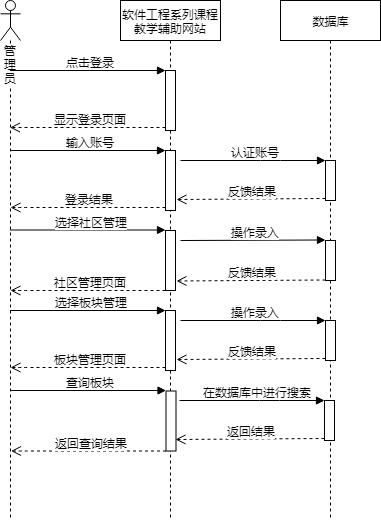 软件工程系列课程
教学辅助网站
数据库
管理员
点击登录
显示登录页面
输入账号
认证账号
反馈结果
登录结果
选择社区管理
操作录入
反馈结果
社区管理页面
选择板块管理
操作录入
反馈结果
板块管理页面
查询板块
在数据库中进行搜索
返回结果
返回查询结果